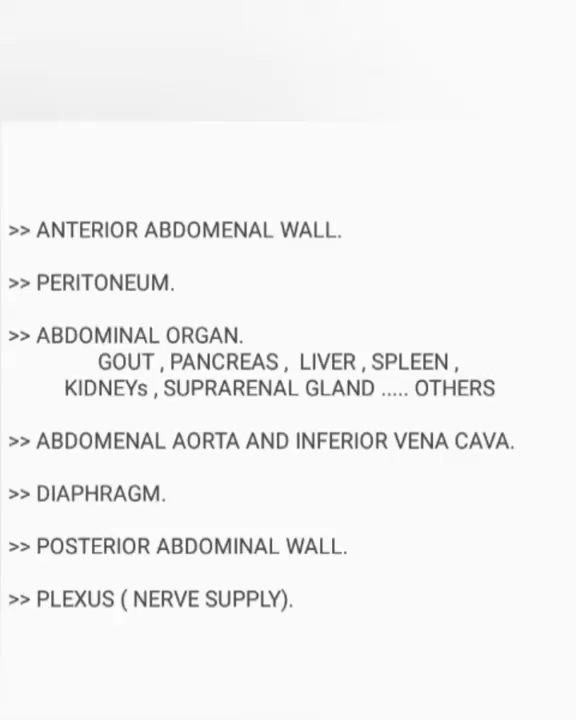 >> ANTERIOR ABDOMENAL WALL.
>> PERITONEUM.
>> ABDOMINAL ORGAN.
GOUT , PANCREAS , LIVER , SPLEEN ,
KIDNEYs , SUPRARENAL GLAND ..... OTHERS
>> ABDOMENAL AORTA AND INFERIOR VENA CAVA.
>> DIAPHRAGM.
>> POSTERIOR ABDOMINAL WALL.
>> PLEXUS ( NERVE SUPPLY).